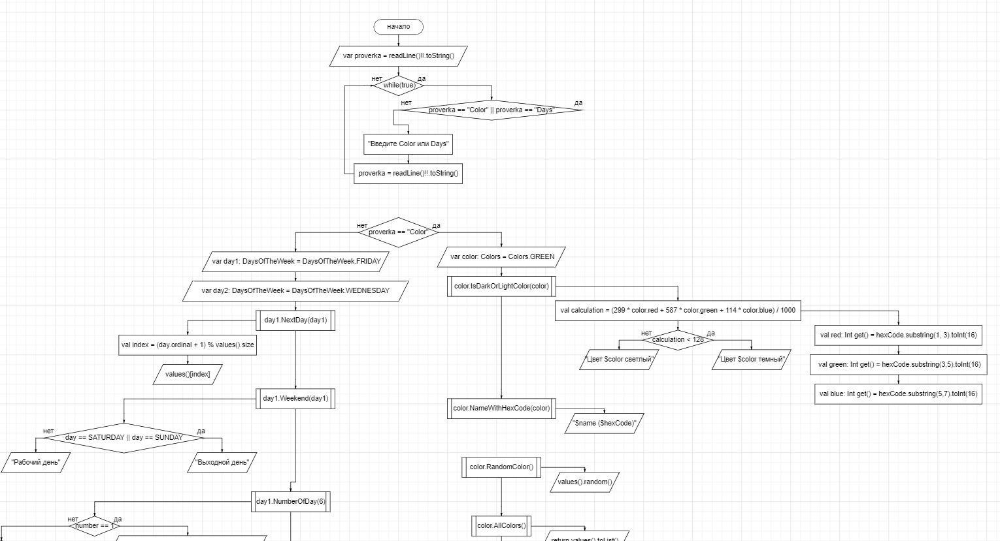 начало
var proverka = readLine()!!.toString()
нет
да
while(true)
нет
да
proverka == "Color" || proverka == "Days"
"Введите Color или Days"
proverka = readLine()!!.toString()
нет
да
proverka == "Color"
var day1: DaysOfTheWeek = DaysOfTheWeek.FRIDAY
var color: Colors = Colors.GREEN
var day2: DaysOfTheWeek = DaysOfTheWeek.WEDNESDAY
color.IsDarkOrLightColor(color)
val calculation = (299 * color.red + 587 * color.green + 114 * color.blue) / 1000
day1.NextDay(day1)
val red: Int get() = hexCode.substring(1, 3).toInt(16)
нет
да
calculation < 128
val index = (day.ordinal + 1) % values().size
"Цвет $color светлый"
"Цвет $color темный"
val green: Int get() = hexCode.substring(3,5).toInt(16)
values()[index]
val blue: Int get() = hexCode.substring(5,7).toInt(16)
day1.Weekend(day1)
color.NameWithHexCode(color)
"$name ($hexCode)"
нет
да
day == SATURDAY || day == SUNDAY
"Рабочий день"
"Выходной день"
color.RandomColor()
values().random()
day1.NumberOfDay(6)
нет
да
number == 1
color.AllColors()
return values().toList()